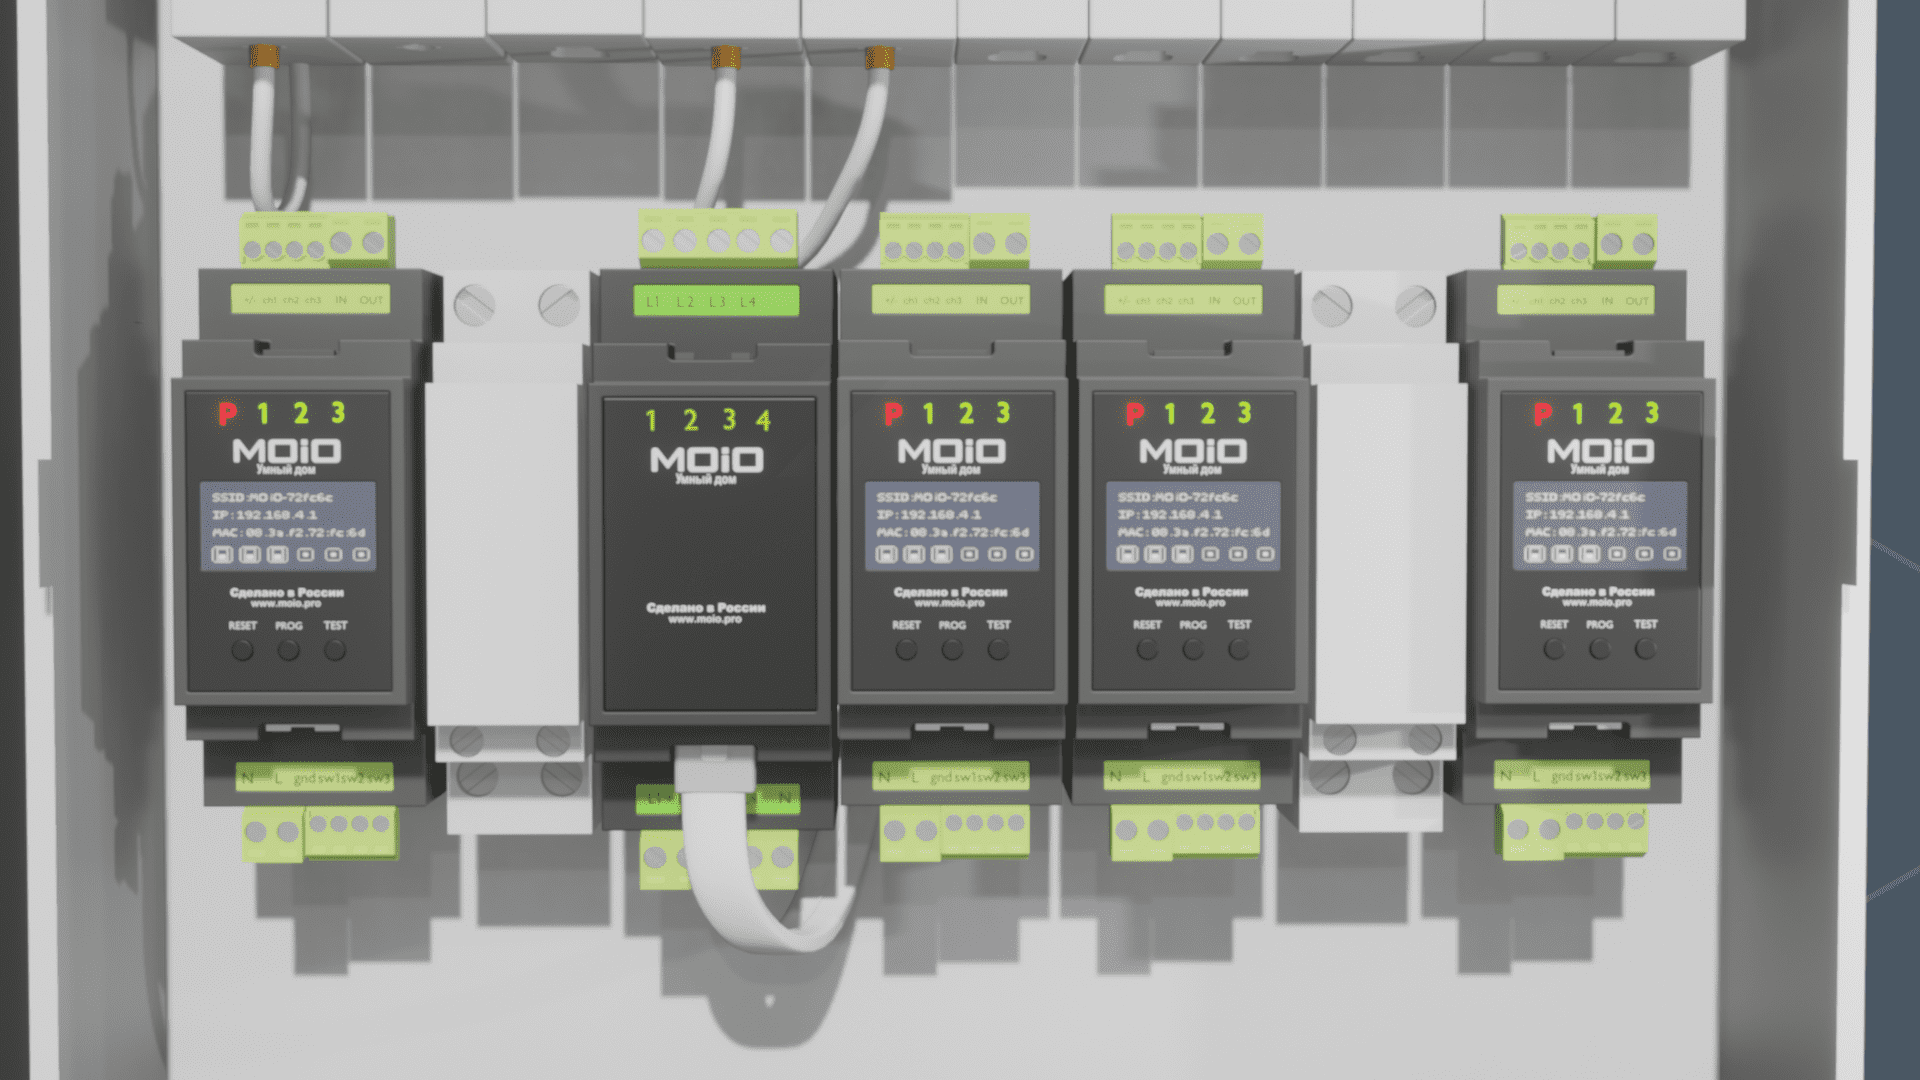 +/- ch1 ch2 ch3 IN OUT
P 1 2 3
MOiO
Умный дом
SSID:MOiO-72fc6c
IP:192.168.4.1
MAC:08.3a.f2.72:fc:6d
Сделано в России
www.moio.pro
RESET PROG TEST
N L gnd sw1 sw2 sw3
L1 L2 L3 L4
1 2 3 4
MOiO
Умный дом
Сделано в России
www.moio.pro
N
+/- ch1 ch2 ch3 IN OUT
P 1 2 3
MOiO
Умный дом
SSID:MOiO-72fc6c
IP:192.168.4.1
MAC:08.3a.f2.72:fc:6d
Сделано в России
www.moio.pro
RESET PROG TEST
N L gnd sw1 sw2 sw3
+/- ch1 ch2 ch3 IN OUT
P 1 2 3
MOiO
Умный дом
SSID:MOiO-72fc6c
IP:192.168.4.1
MAC:08.3a.f2.72:fc:6d
Сделано в России
www.moio.pro
RESET PROG TEST
N L gnd sw1 sw2 sw3
+/- ch1 ch2 ch3 IN OUT
P 1 2 3
MOiO
Умный дом
SSID:MOiO-72fc6c
IP:192.168.4.1
MAC:08.3a.f2.72:fc:6d
Сделано в России
www.moio.pro
RESET PROG TEST
N L gnd sw1 sw2 sw3